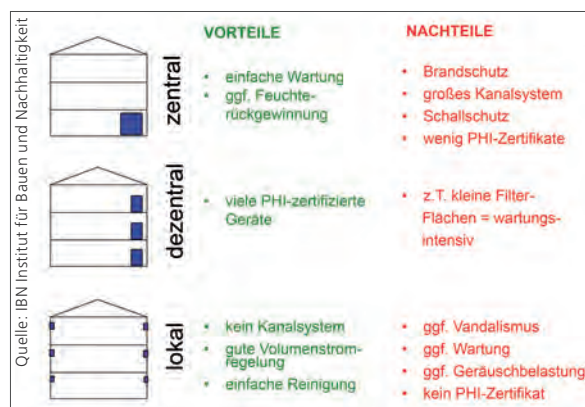 Quelle: IBN Institut für Bauen und Nachhaltigkeit
VORTEILE
NACHTEILE
zentral
• einfache Wartung
• ggf. Feuchte-
rückgewinnung
• Brandschutz
• großes Kanalsystem
• Schallschutz
• wenig PHI-Zertifikate
dezentral
• viele PHI-zertifizierte
Geräte
• z.T. kleine Filter-
Flächen = wartungs-
intensiv
lokal
• kein Kanalsystem
• gute Volumenstrom-
regelung
• einfache Reinigung
• ggf. Vandalismus
• ggf. Wartung
• ggf. Geräuschbelastung
• kein PHI-Zertifikat